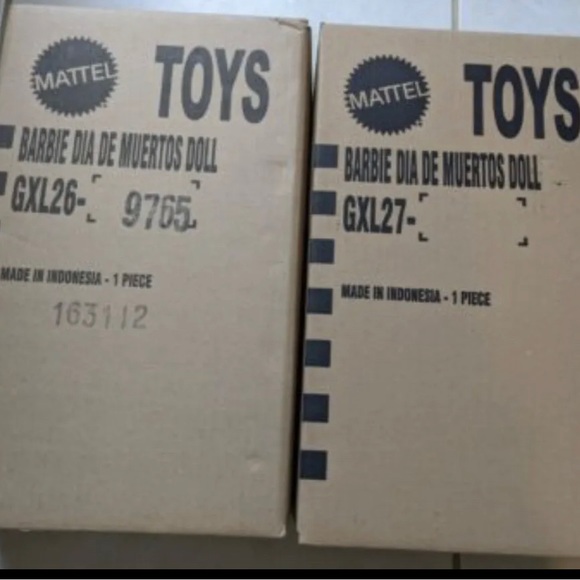 MATTEL
TOYS
BARBIE DIA DE MUERTOS DOLL
GXL26-[ 9765 ]
MADE IN INDONESIA - 1 PIECE
163112
MATTEL
TOYS
BARBIE DIA DE MUERTOS DOLL
GXL27-[ ]
MADE IN INDONESIA - 1 PIECE